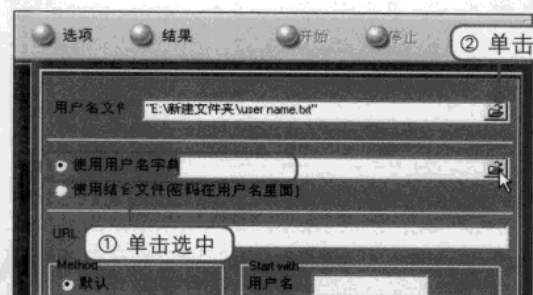 选项 结果 开始 停止
② 单击
用户名文件 "E:\新建文件夹\user name.txt"
使用用户名字典
使用结合文件(密码在用户名里面)
URL:
① 单击选中
Method Start with
默认 用户名